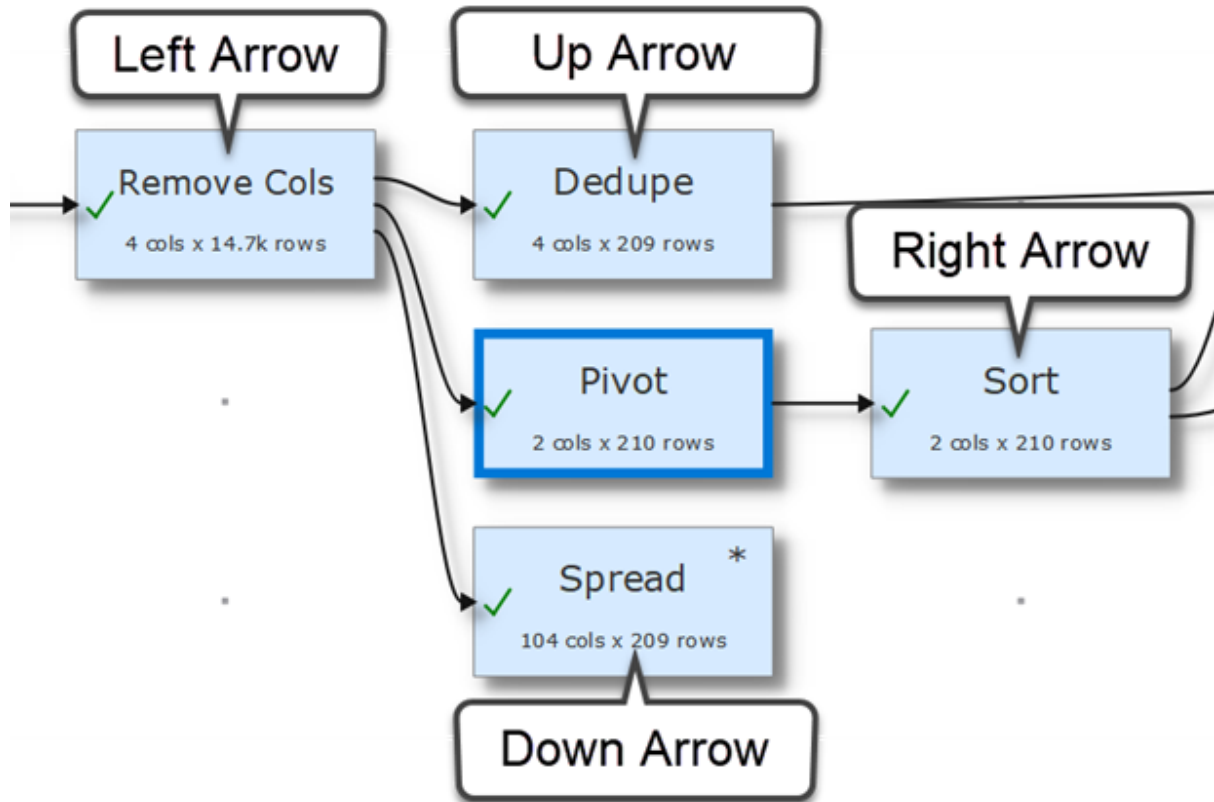 Left Arrow
Up Arrow
Remove Cols
4 cols x 14.7k rows
Dedupe
4 cols x 209 rows
Right Arrow
Pivot
2 cols x 210 rows
Sort
2 cols x 210 rows
Spread *
104 cols x 209 rows
Down Arrow